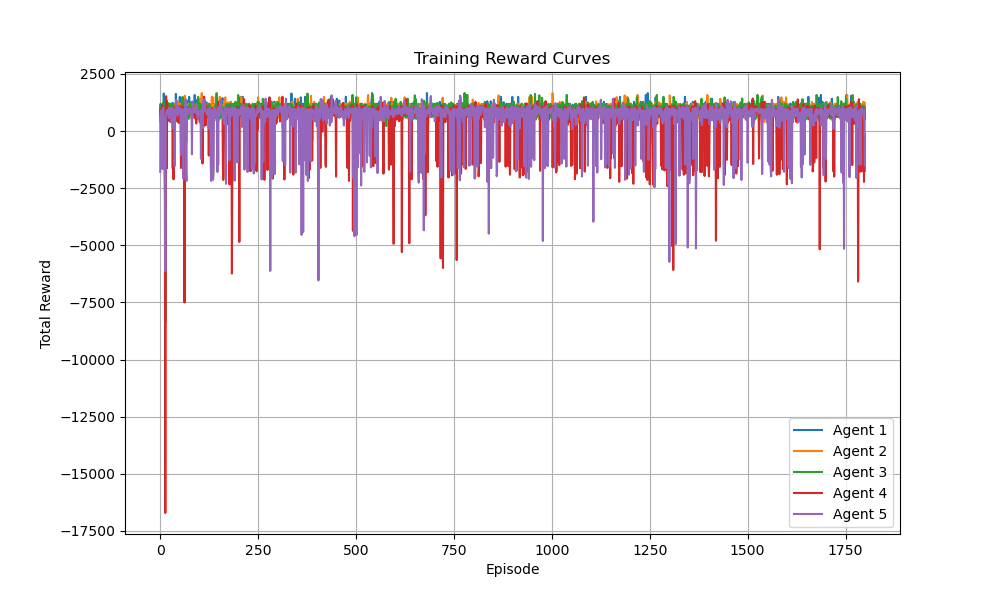 Training Reward Curves
2500
0
−2500
−5000
−7500
−10000
−12500
−15000
−17500
Total Reward
Agent 1
Agent 2
Agent 3
Agent 4
Agent 5
0 250 500 750 1000 1250 1500 1750
Episode